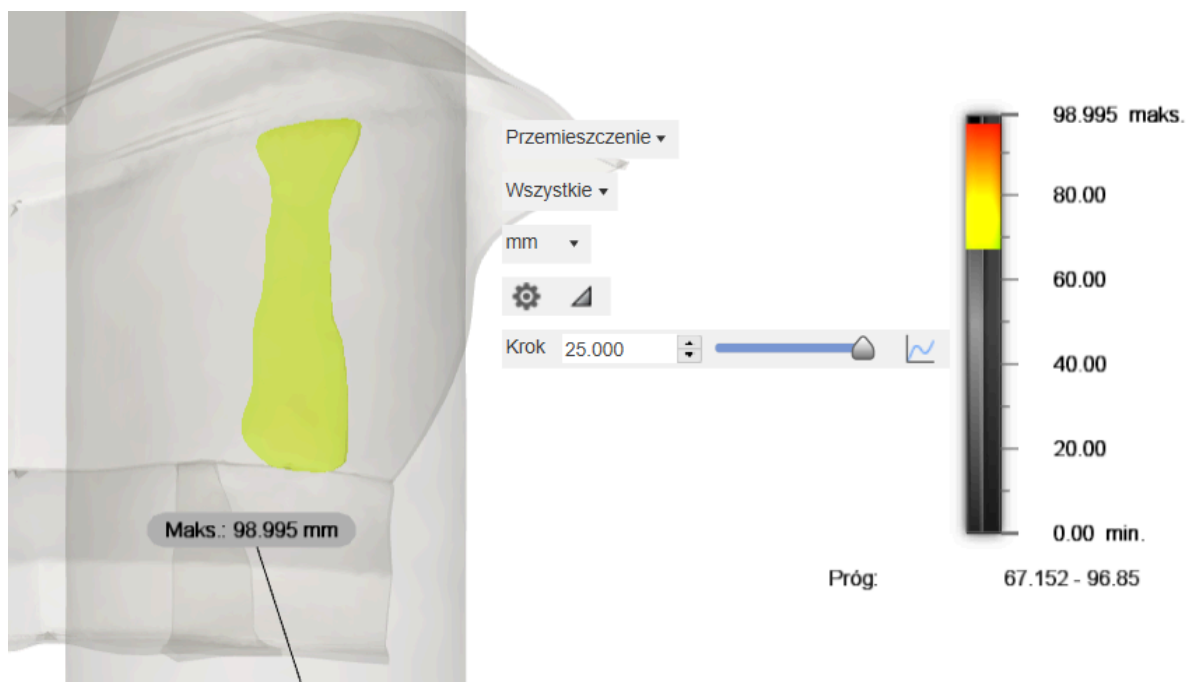 Przemieszczenie
Wszystkie
mm
Krok 25.000
Maks.: 98.995 mm
98.995 maks.
80.00
60.00
40.00
20.00
0.00 min.
Próg: 67.152 - 96.85